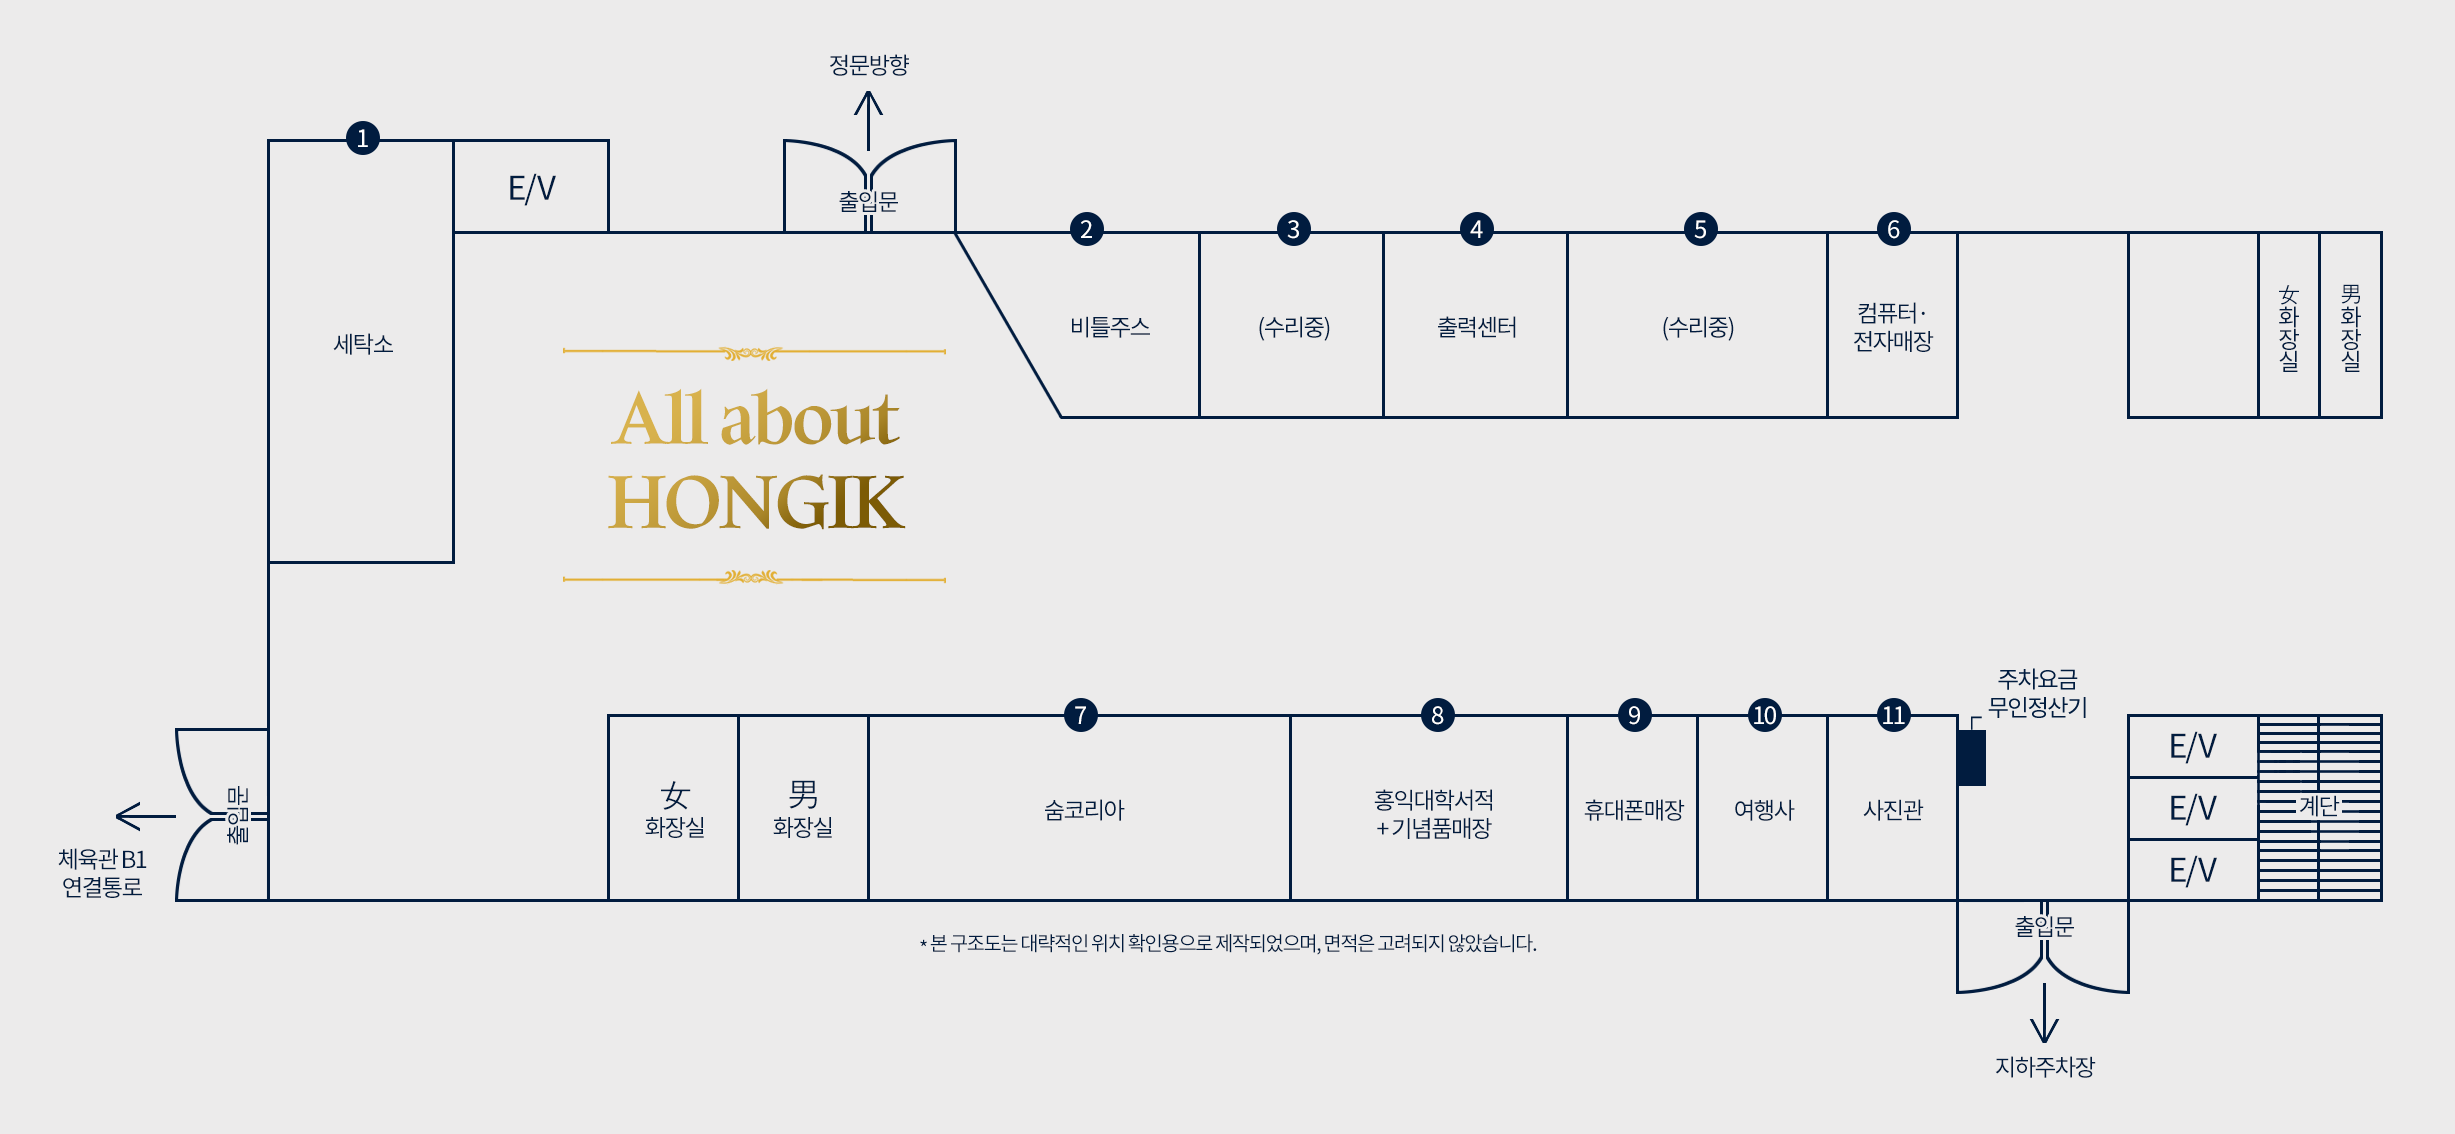 정문방향
1
E/V
출입문
2
3
4
5
6
세탁소
비틀주스
(수리중)
출력센터
(수리중)
컴퓨터·
전자매장
女화장실
男화장실
All about
HONGIK
주차요금
무인정산기
7
8
9
10
11
女
화장실
男
화장실
숨코리아
홍익대학서적
+ 기념품매장
휴대폰매장
여행사
사진관
E/V
E/V
E/V
계단
출입문
체육관 B1
연결통로
출입문
* 본 구조도는 대략적인 위치 확인용으로 제작되었으며, 면적은 고려되지 않았습니다.
지하주차장